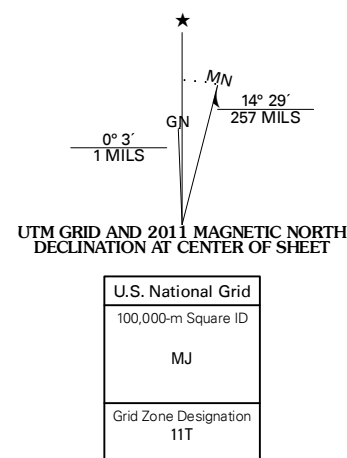 ★
MN
GN
14° 29´
257 MILS
0° 3´
1 MILS
UTM GRID AND 2011 MAGNETIC NORTH
DECLINATION AT CENTER OF SHEET
U.S. National Grid
100,000-m Square ID
MJ
Grid Zone Designation
11T